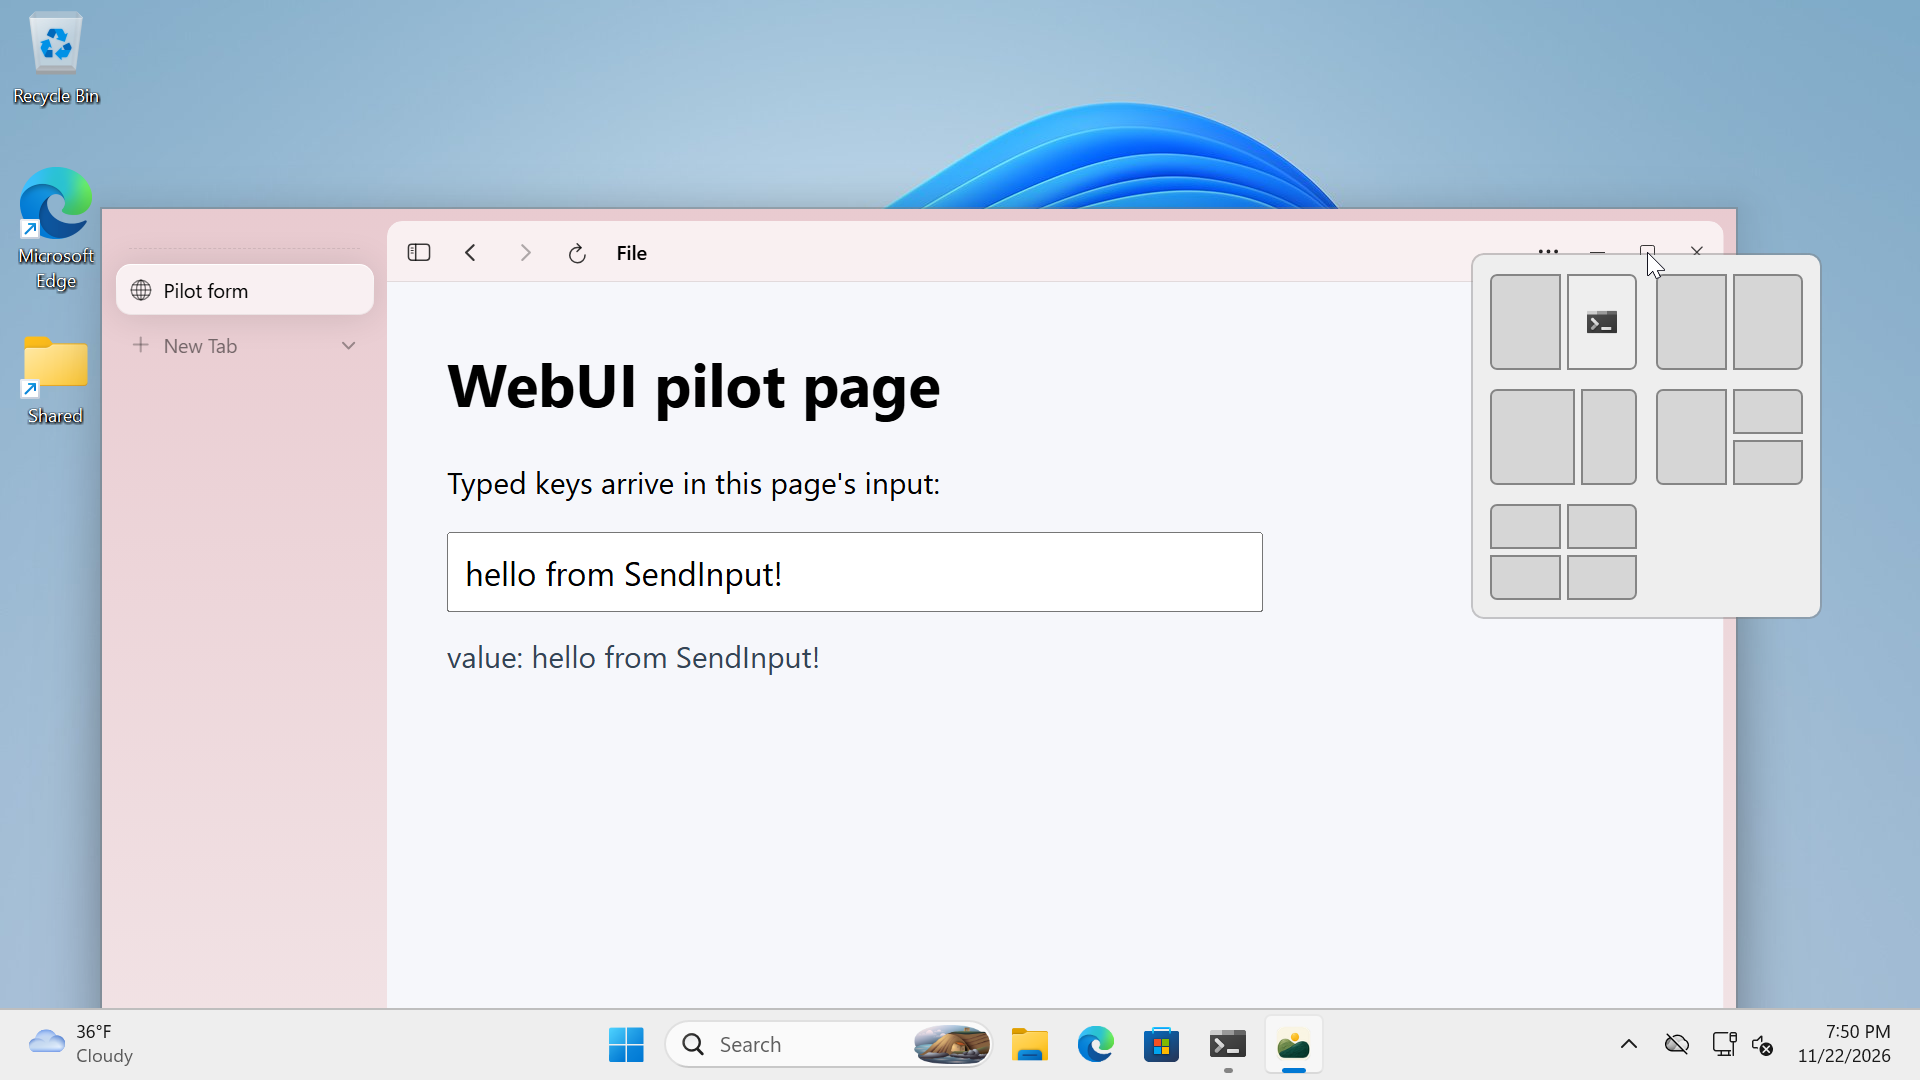 Recycle Bin
Microsoft
Edge
Shared
Pilot form
New Tab
File
WebUI pilot page
Typed keys arrive in this page's input:
hello from SendInput!
value: hello from SendInput!
36°F
Cloudy
Search
7:50 PM
11/22/2026